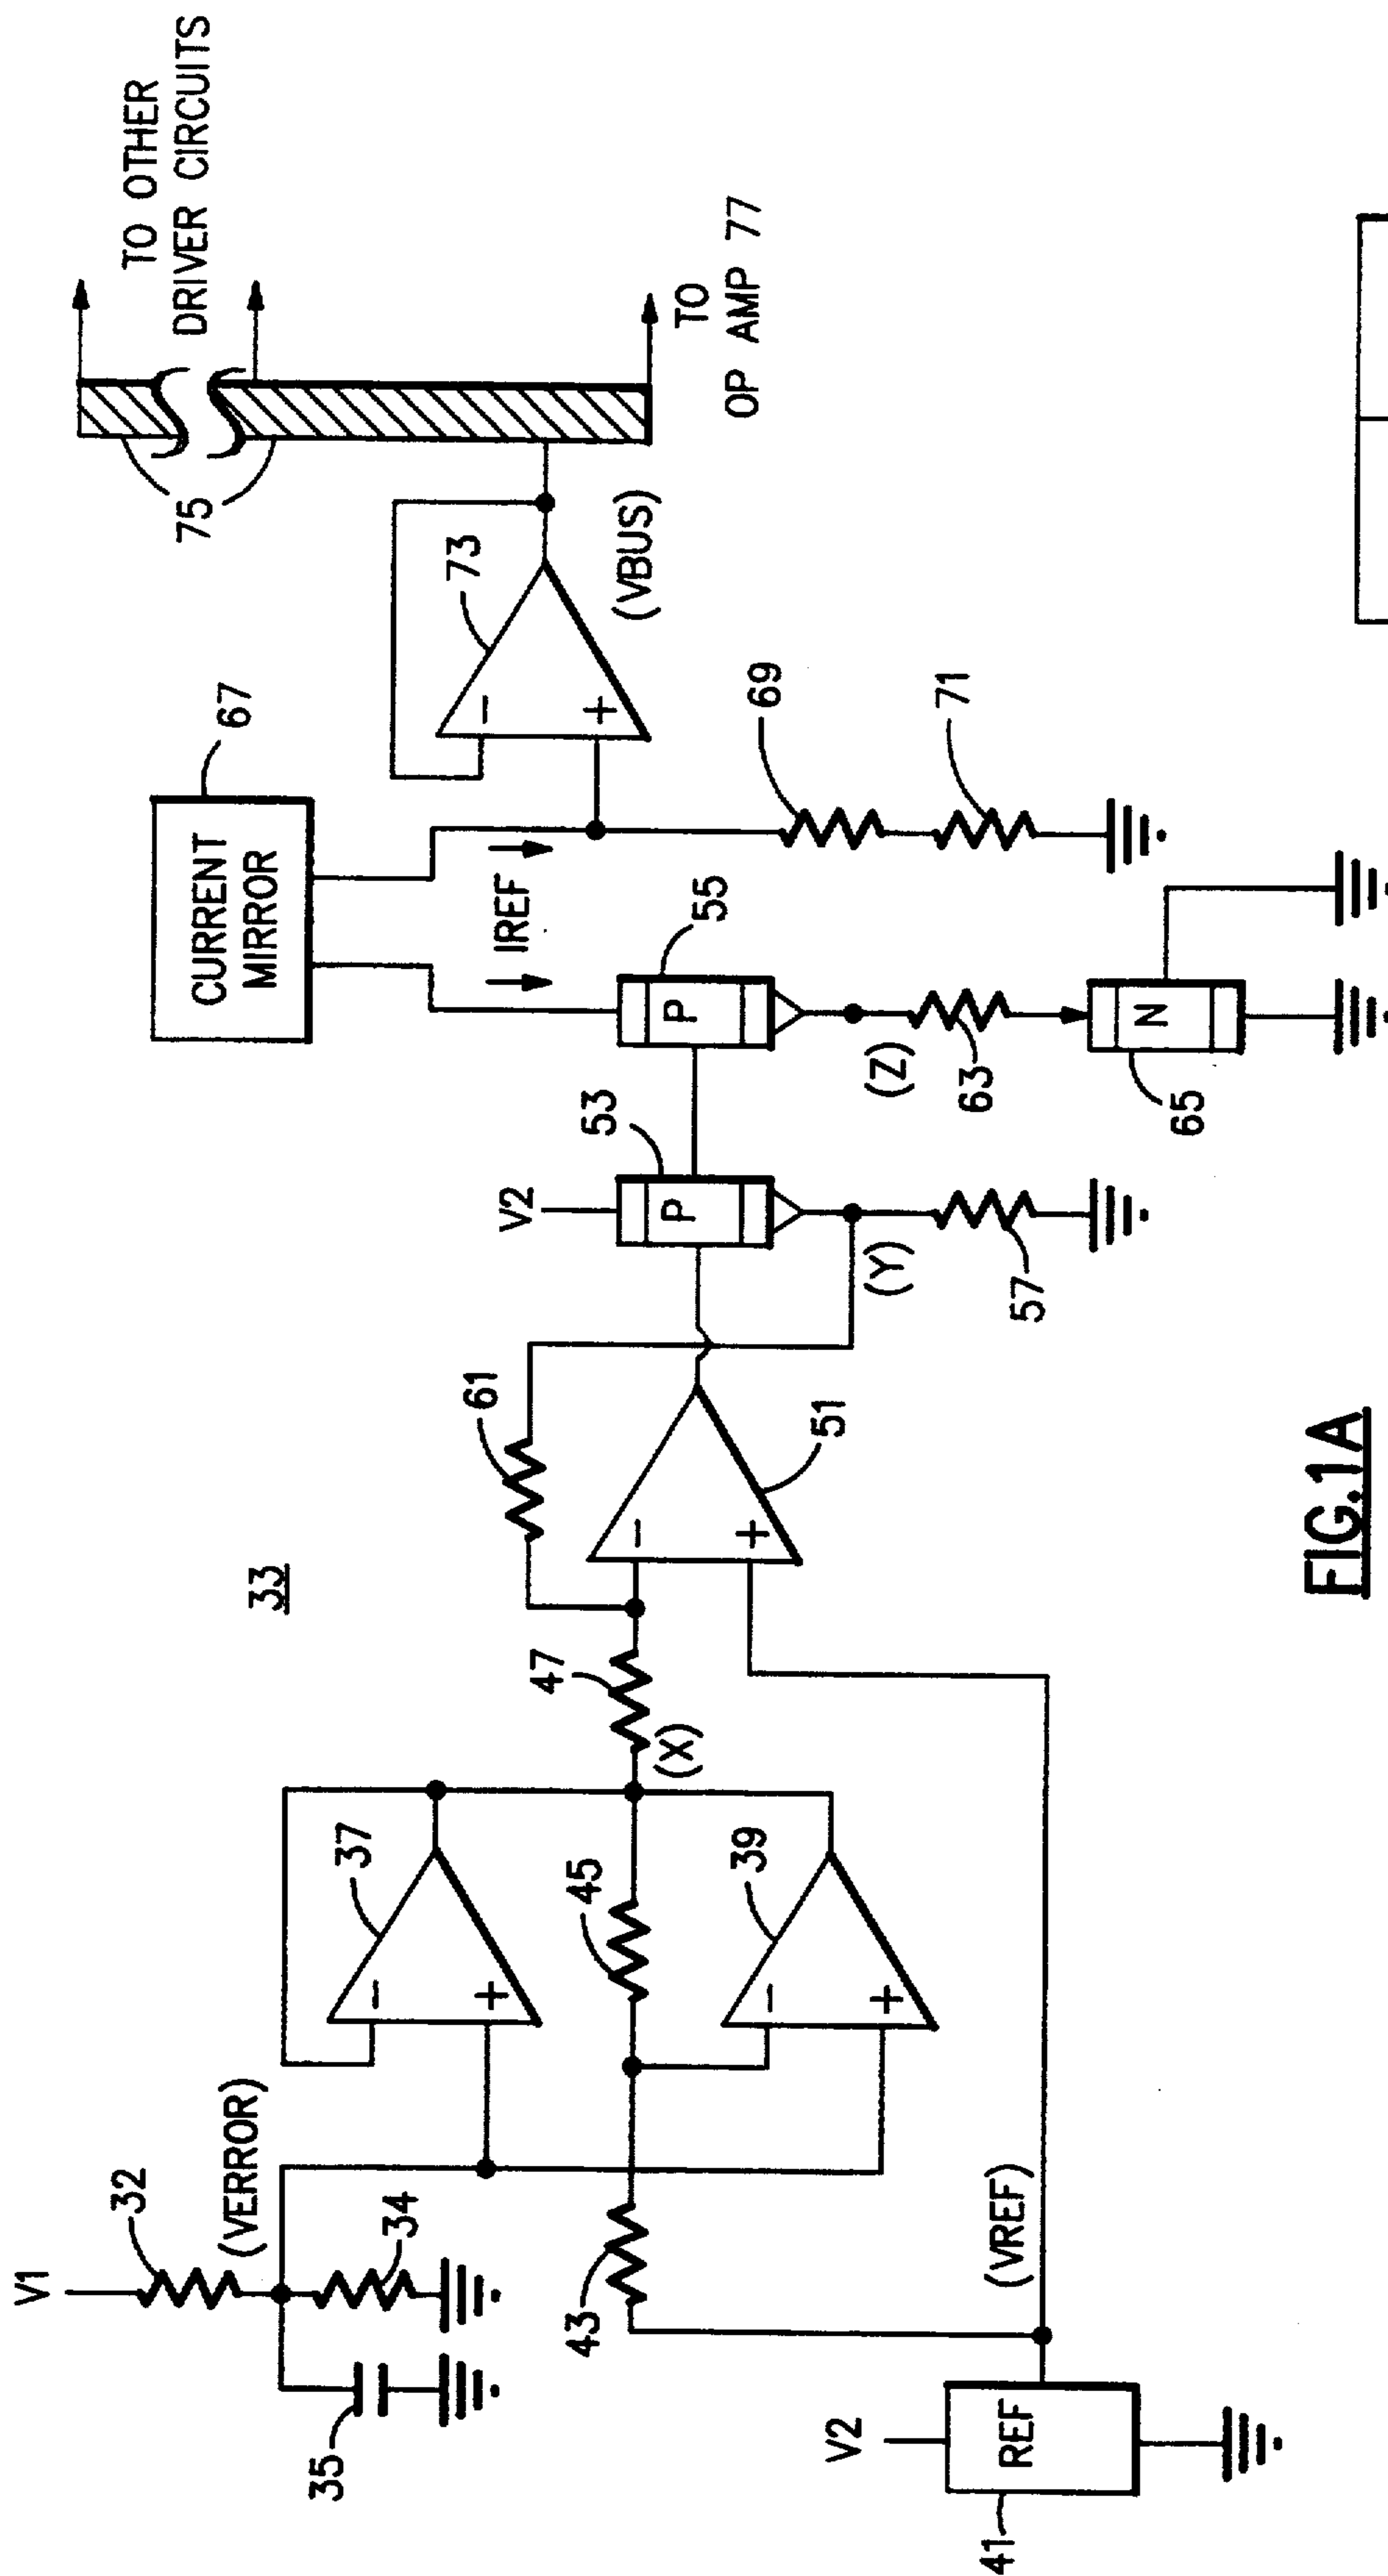 TO OTHER
DRIVER CIRCUITS
75
TO
OP AMP 77
73
(VBUS)
67
CURRENT
MIRROR
IREF
69
71
55
P
(Z)
63
N
65
53
V2
P
(Y)
57
61
51
-
+
33
47
(X)
37
-
+
45
39
-
+
V1
32
(VERROR)
34
35
43
(VREF)
V2
REF
41
-
+
FIG.1A